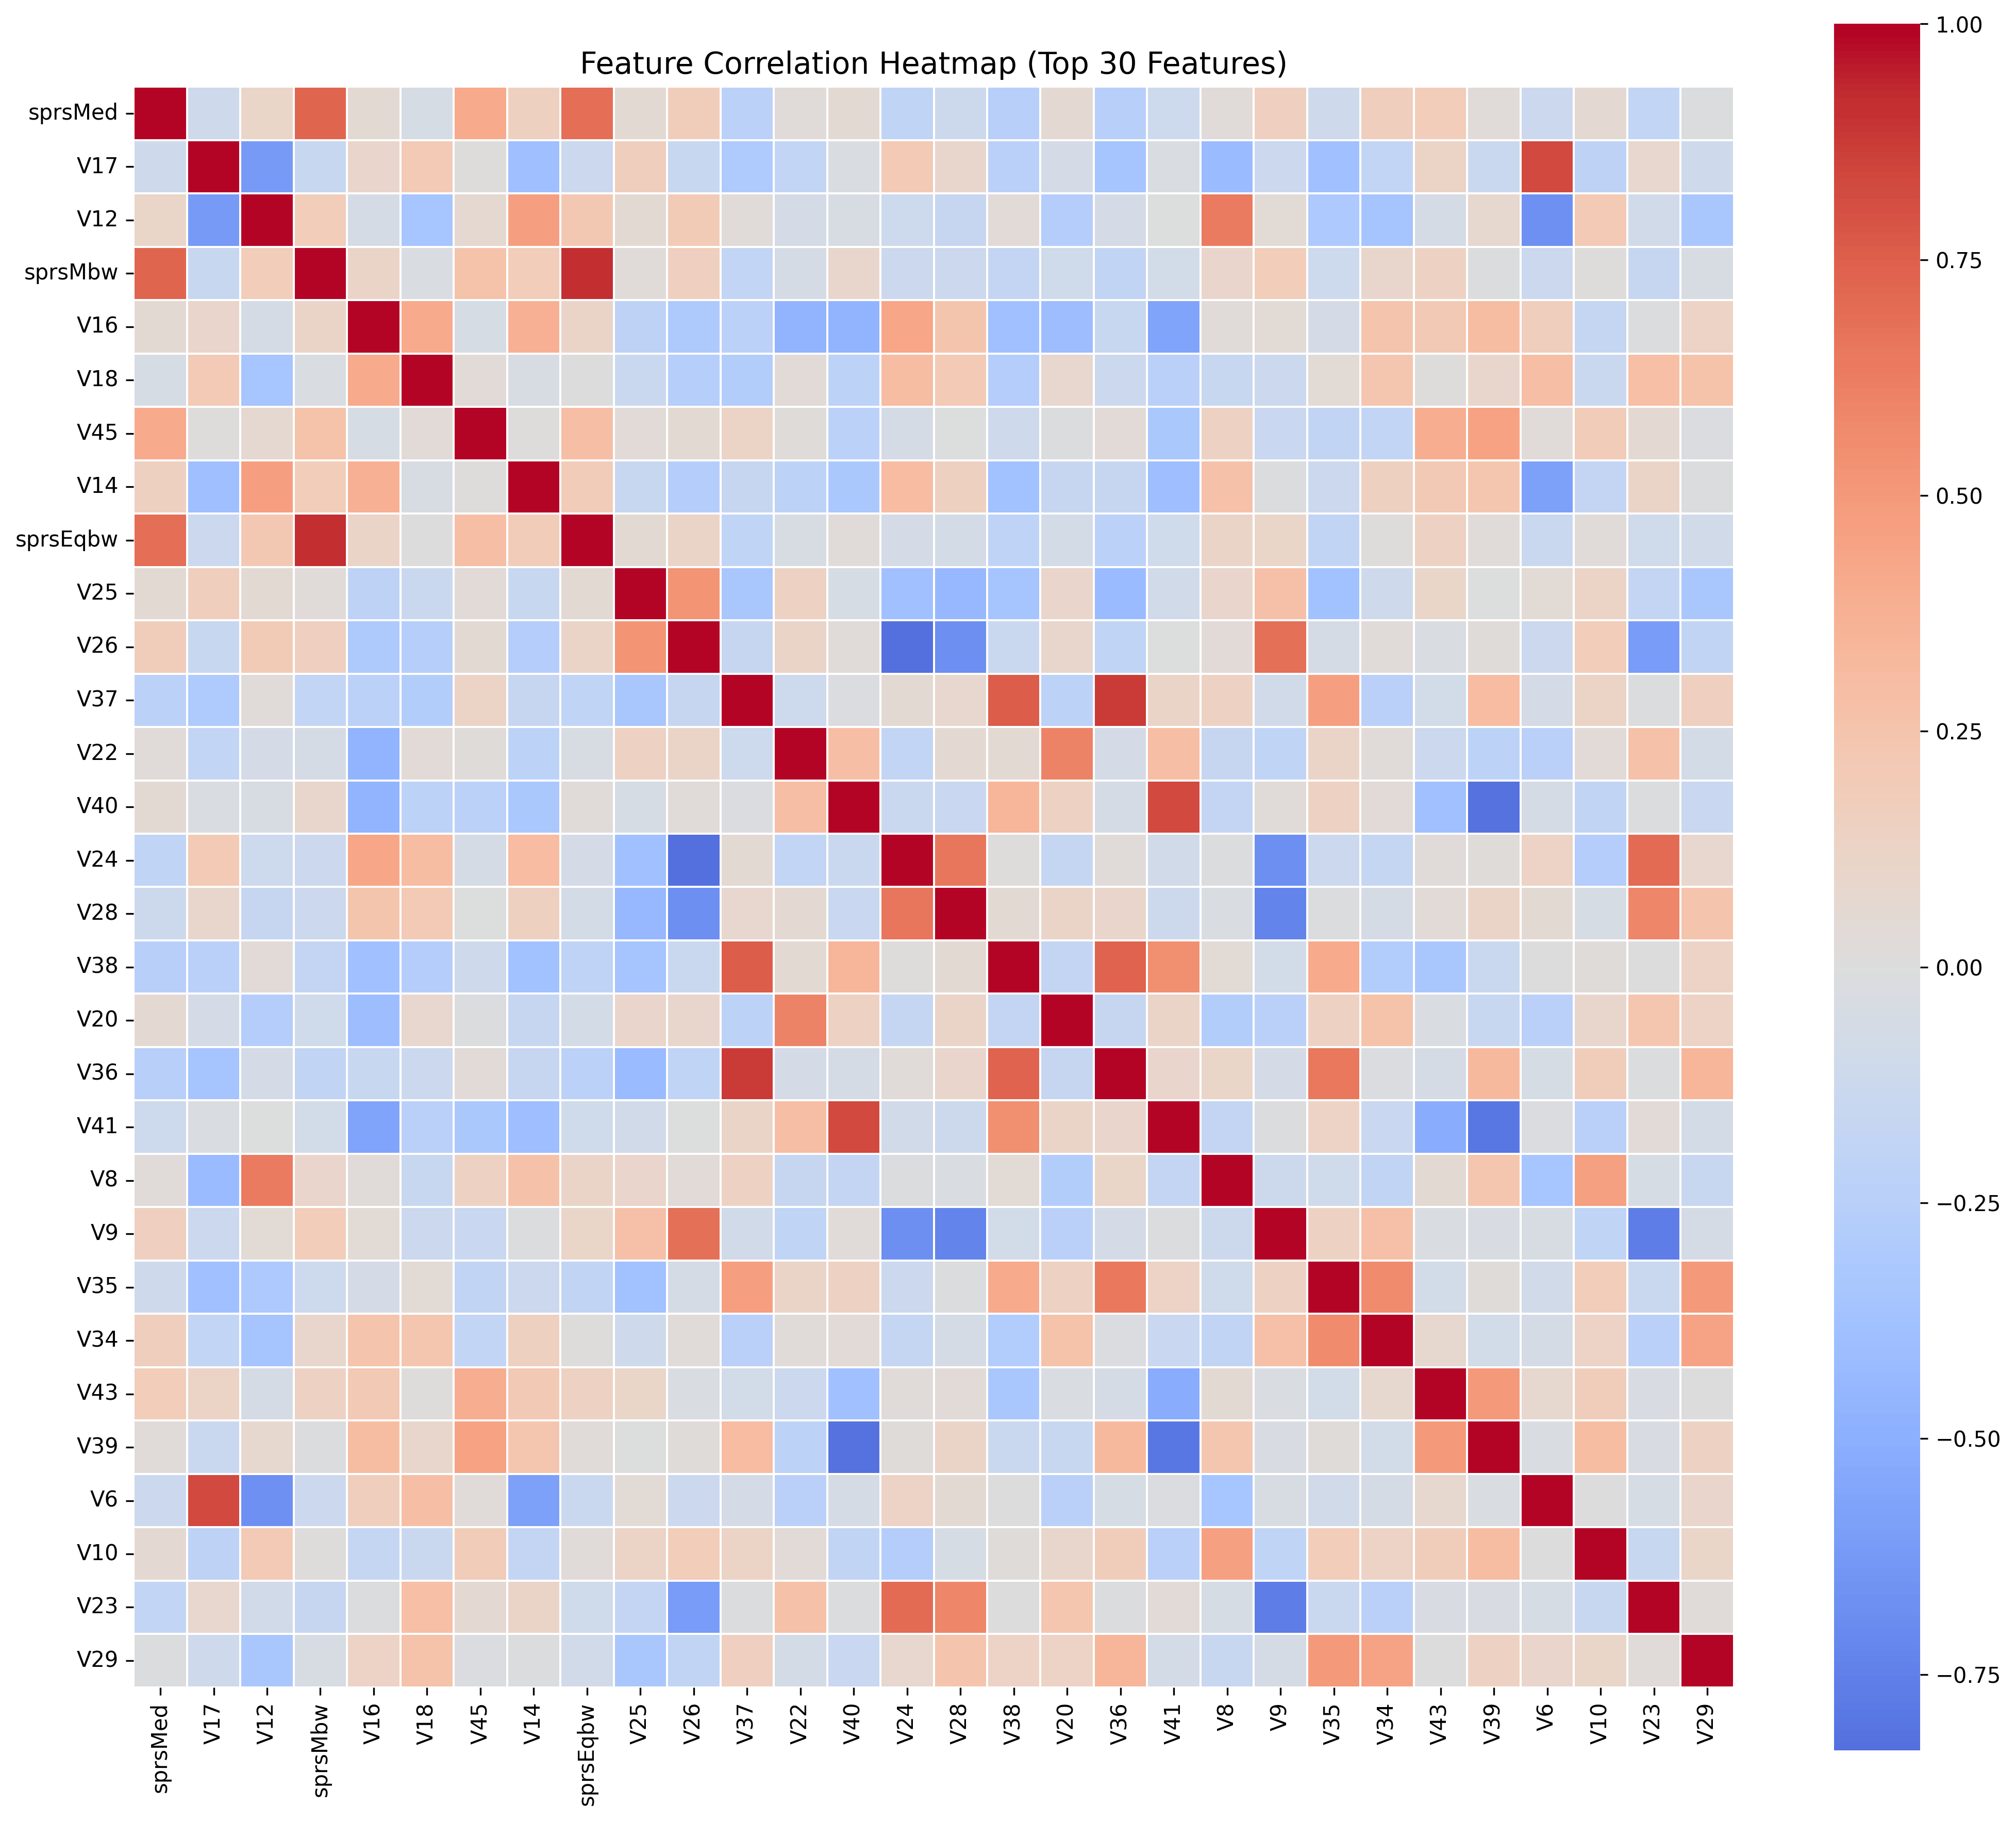 Feature Correlation Heatmap (Top 30 Features)
sprsMed
V17
V12
sprsMbw
V16
V18
V45
V14
sprsEqbw
V25
V26
V37
V22
V40
V24
V28
V38
V20
V36
V41
V8
V9
V35
V34
V43
V39
V6
V10
V23
V29
sprsMed V17 V12 sprsMbw V16 V18 V45 V14 sprsEqbw V25 V26 V37 V22 V40 V24 V28 V38 V20 V36 V41 V8 V9 V35 V34 V43 V39 V6 V10 V23 V29
1.00
0.75
0.50
0.25
0.00
−0.25
−0.50
−0.75